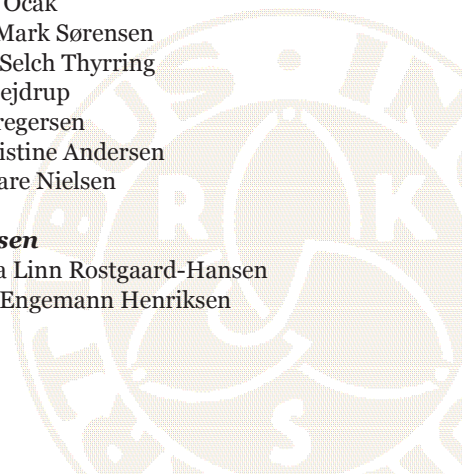 Ocak
Mark Sørensen
Selch Thyrring
ejdrup
regersen
istine Andersen
are Nielsen
sen
a Linn Rostgaard-Hansen
Engemann Henriksen
R K
S